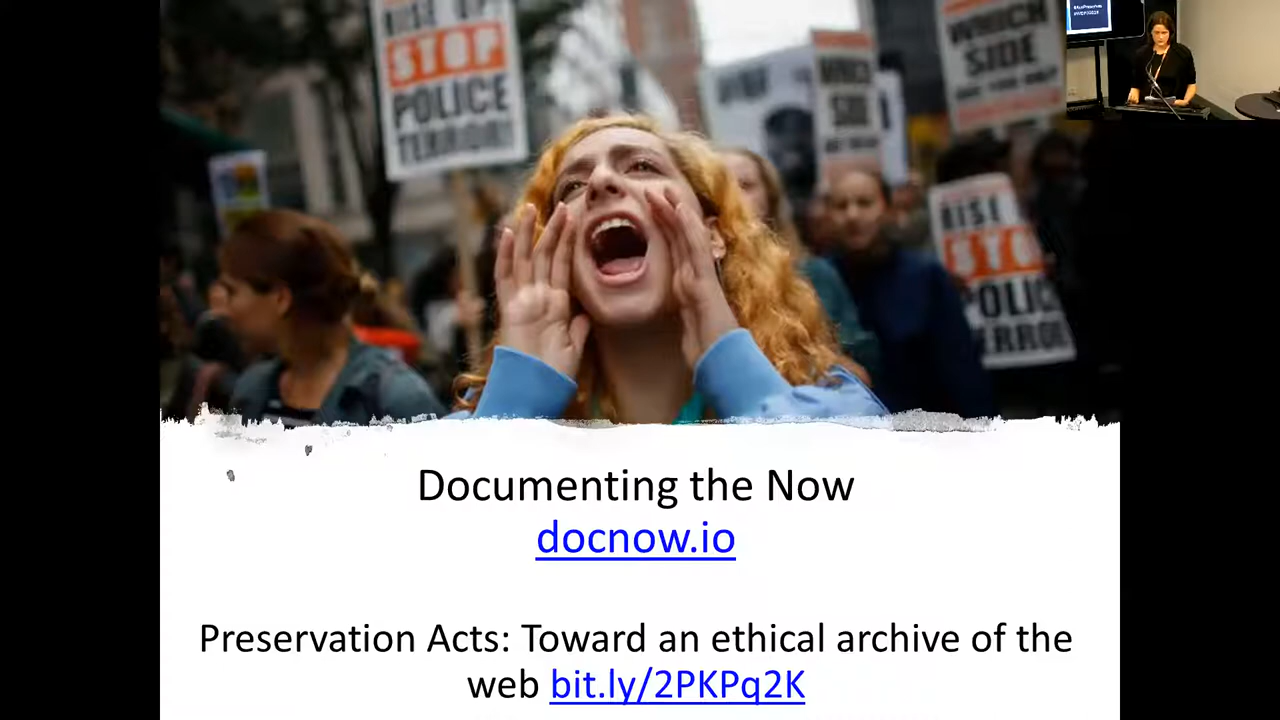 RISE UP
STOP
POLICE
TERROR!
WHICH
SIDE
WHICH
SIDE
RISE
STOP
POLIC
TERROR
Documenting the Now
docnow.io
Preservation Acts: Toward an ethical archive of the
web bit.ly/2PKPq2K